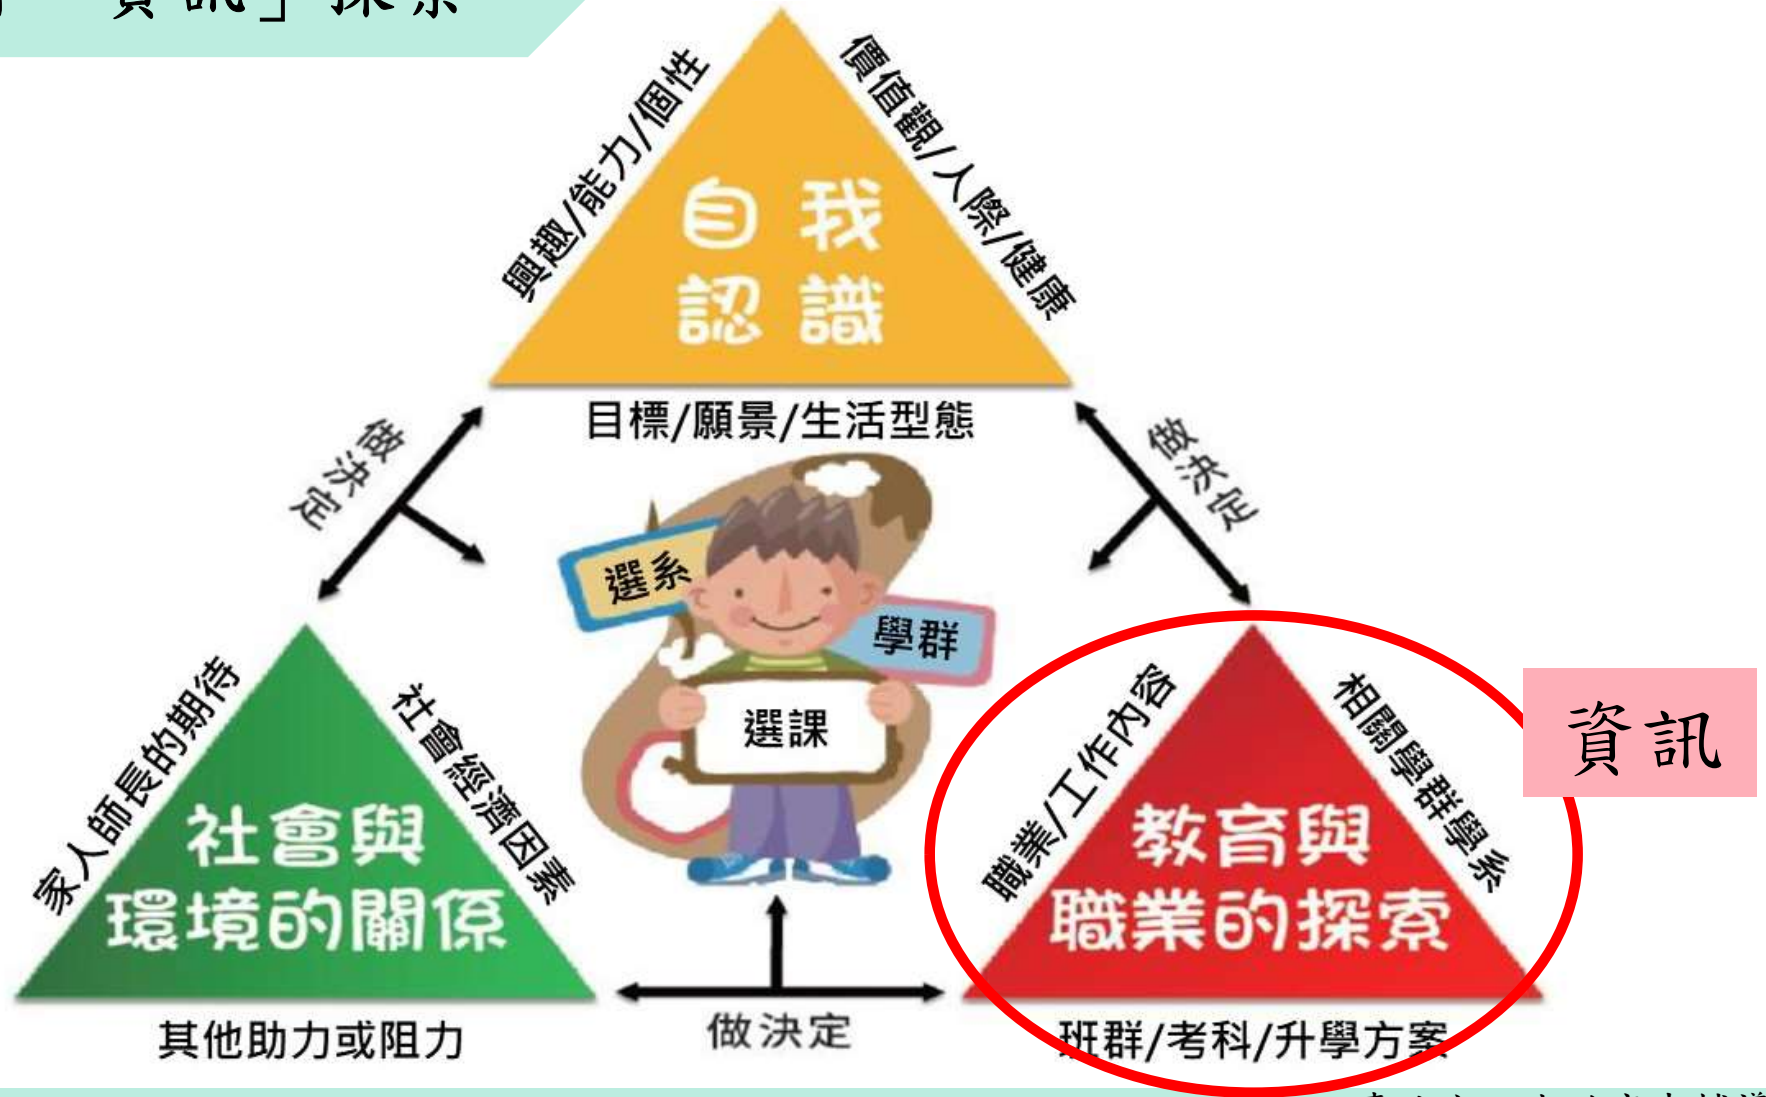 資訊」探索
興趣/能力/個性
價值觀/人際/健康
自我
認識
目標/願景/生活型態
做決定
做決定
選系
學群
選課
家人師長的期待
社會經濟因素
社會與
環境的關係
其他助力或阻力
做決定
職業/工作內容
相關學群學系
資訊
教育與
職業的探索
班群/考科/升學方案